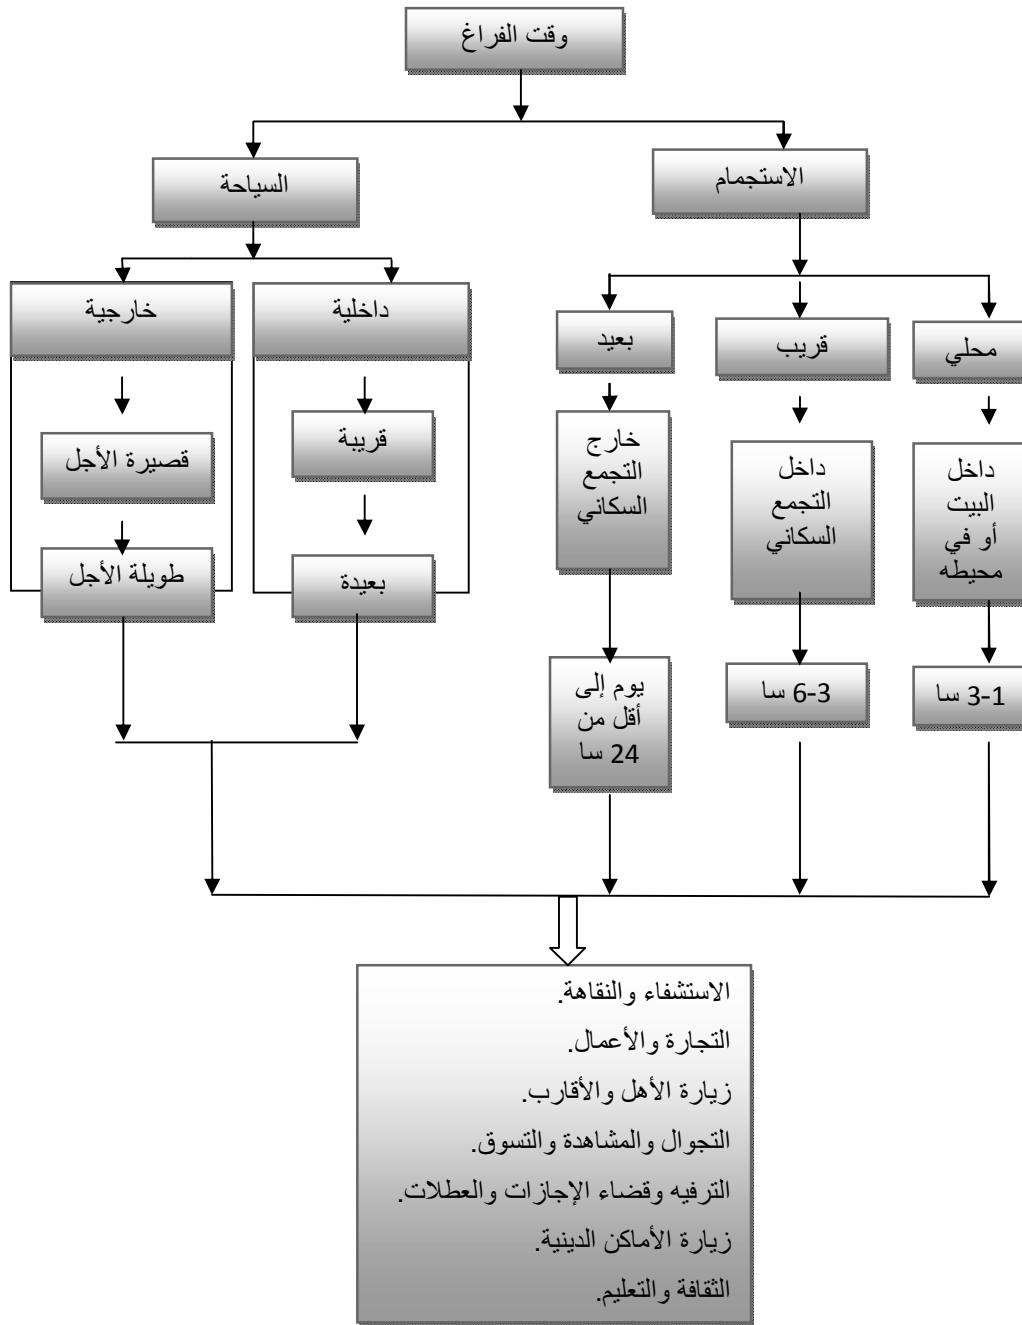 وقت الفراغ
الاستجمام
السياحة
محلي
قريب
بعيد
داخلية
خارجية
داخل
البيت
أو في
محيطه
داخل
التجمع
السكاني
خارج
التجمع
السكاني
قريبة
قصيرة الأجل
بعيدة
طويلة الأجل
3-1 سا
6-3 سا
يوم إلى
أقل من
24 سا
الاستشفاء والنقاهة.
التجارة والأعمال.
زيارة الأهل والأقارب.
التجوال والمشاهدة والتسوق.
الترفيه وقضاء الإجازات والعطلات.
زيارة الأماكن الدينية.
الثقافة والتعليم.